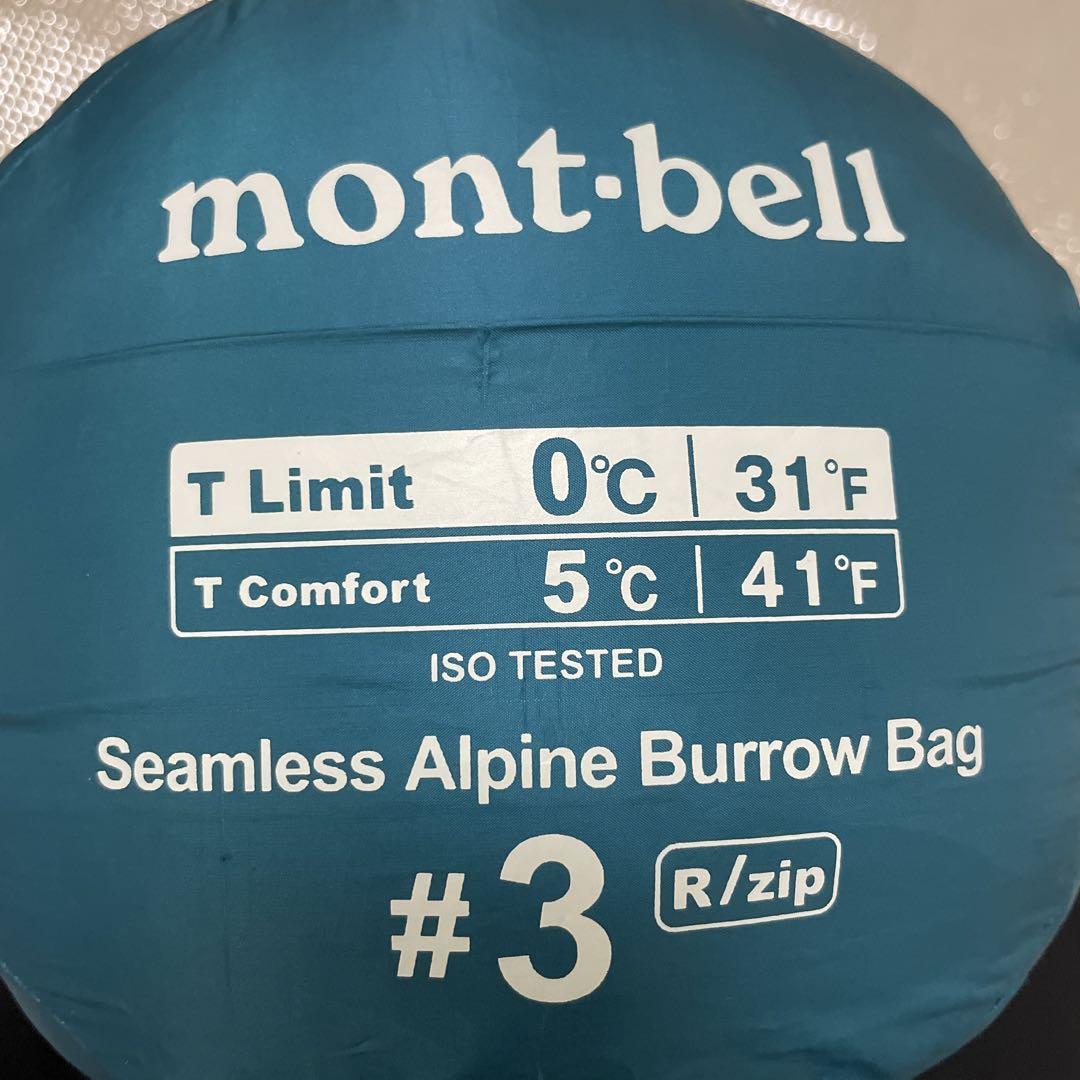 mont-bell
T Limit 0°C | 31°F
T Comfort 5°C | 41°F
ISO TESTED
Seamless Alpine Burrow Bag
#3 R/zip